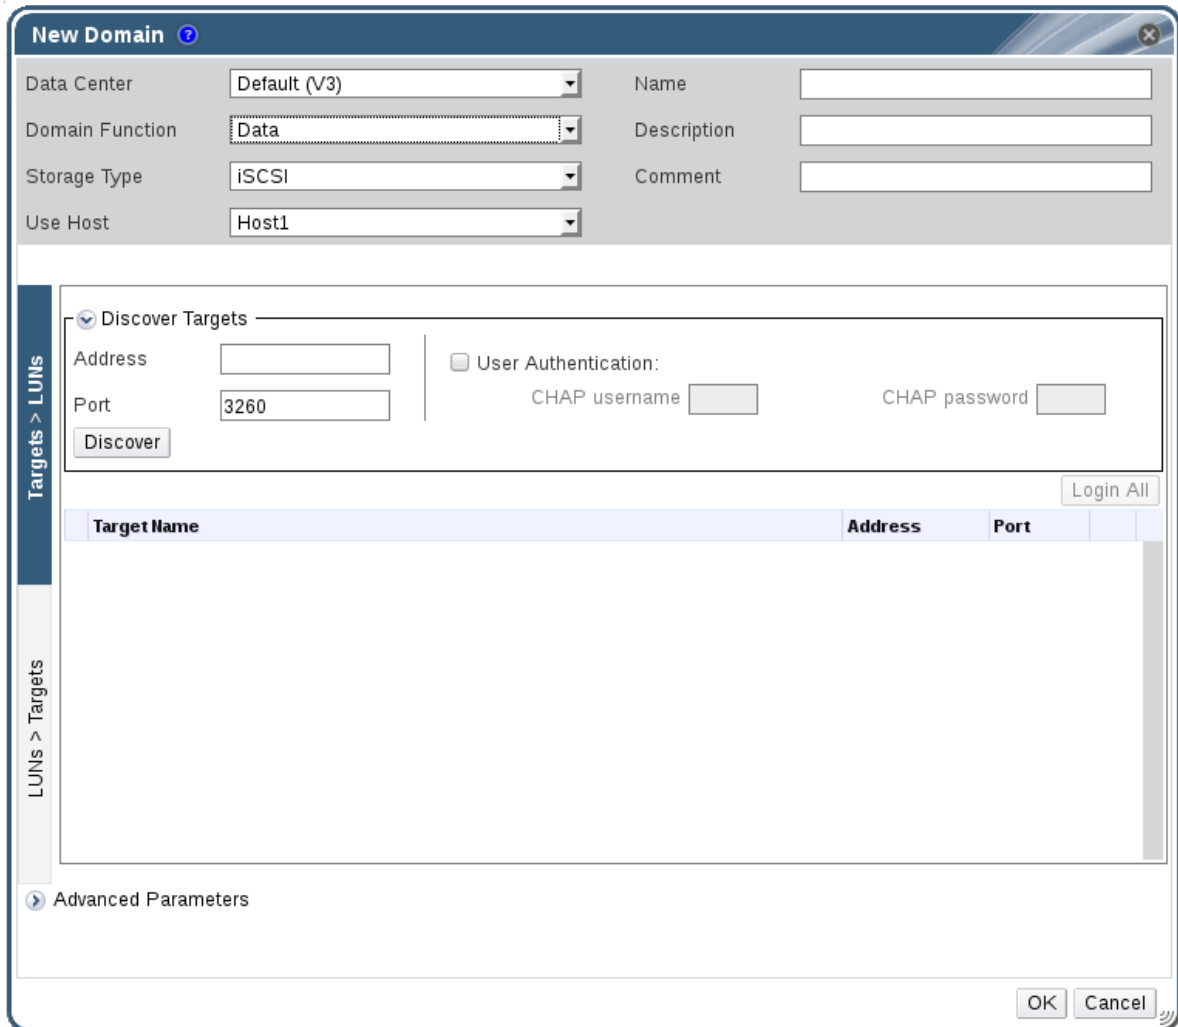 New Domain ?
Data Center Default (V3) Name
Domain Function Data Description
Storage Type iSCSI Comment
Use Host Host1
Targets > LUNs
Discover Targets
Address
User Authentication:
Port 3260
CHAP username CHAP password
Discover
Login All
Target Name Address Port
LUNs > Targets
Advanced Parameters
OK Cancel